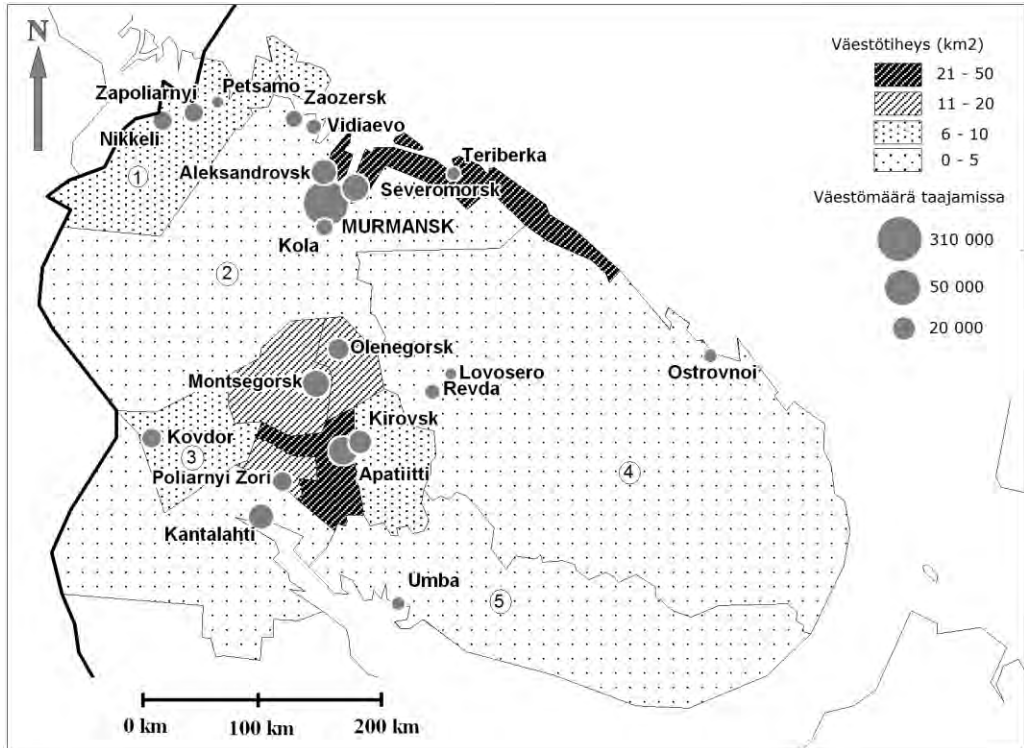 N
Väestötiheys (km2)
21 - 50
11 - 20
6 - 10
0 - 5
Väestömäärä taajamissa
310 000
50 000
20 000
Zapoliarnyi
Petsamo
Zaozersk
Nikkeli
Vidiaevo
Teriberka
1
Aleksandrovsk
Severomorsk
MURMANSK
Kola
2
Olenegorsk
Ostrovnoi
Montsegorsk
Lovosero
Revda
Kirovsk
Kovdor
3
4
Poliarnyi Zori
Apatiitti
Kantalahti
Umba
5
0 km
100 km
200 km